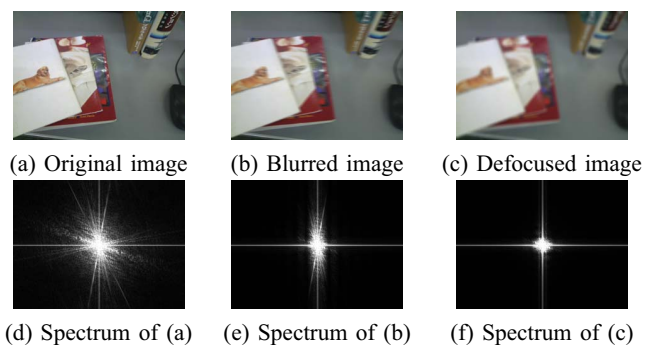 (a) Original image
(b) Blurred image
(c) Defocused image
(d) Spectrum of (a)
(e) Spectrum of (b)
(f) Spectrum of (c)